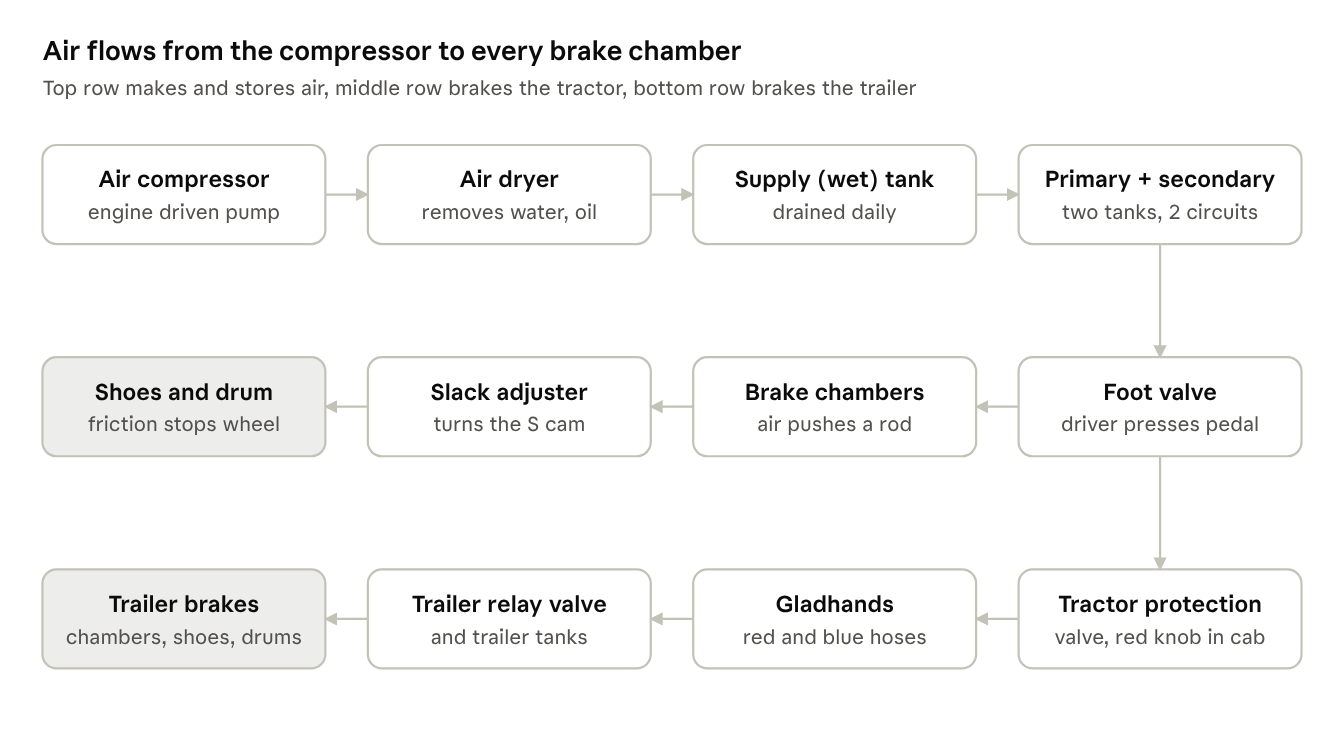 Air flows from the compressor to every brake chamber
Top row makes and stores air, middle row brakes the tractor, bottom row brakes the trailer
Air compressor
engine driven pump
Air dryer
removes water, oil
Supply (wet) tank
drained daily
Primary + secondary
two tanks, 2 circuits
Shoes and drum
friction stops wheel
Slack adjuster
turns the S cam
Brake chambers
air pushes a rod
Foot valve
driver presses pedal
Trailer brakes
chambers, shoes, drums
Trailer relay valve
and trailer tanks
Gladhands
red and blue hoses
Tractor protection
valve, red knob in cab